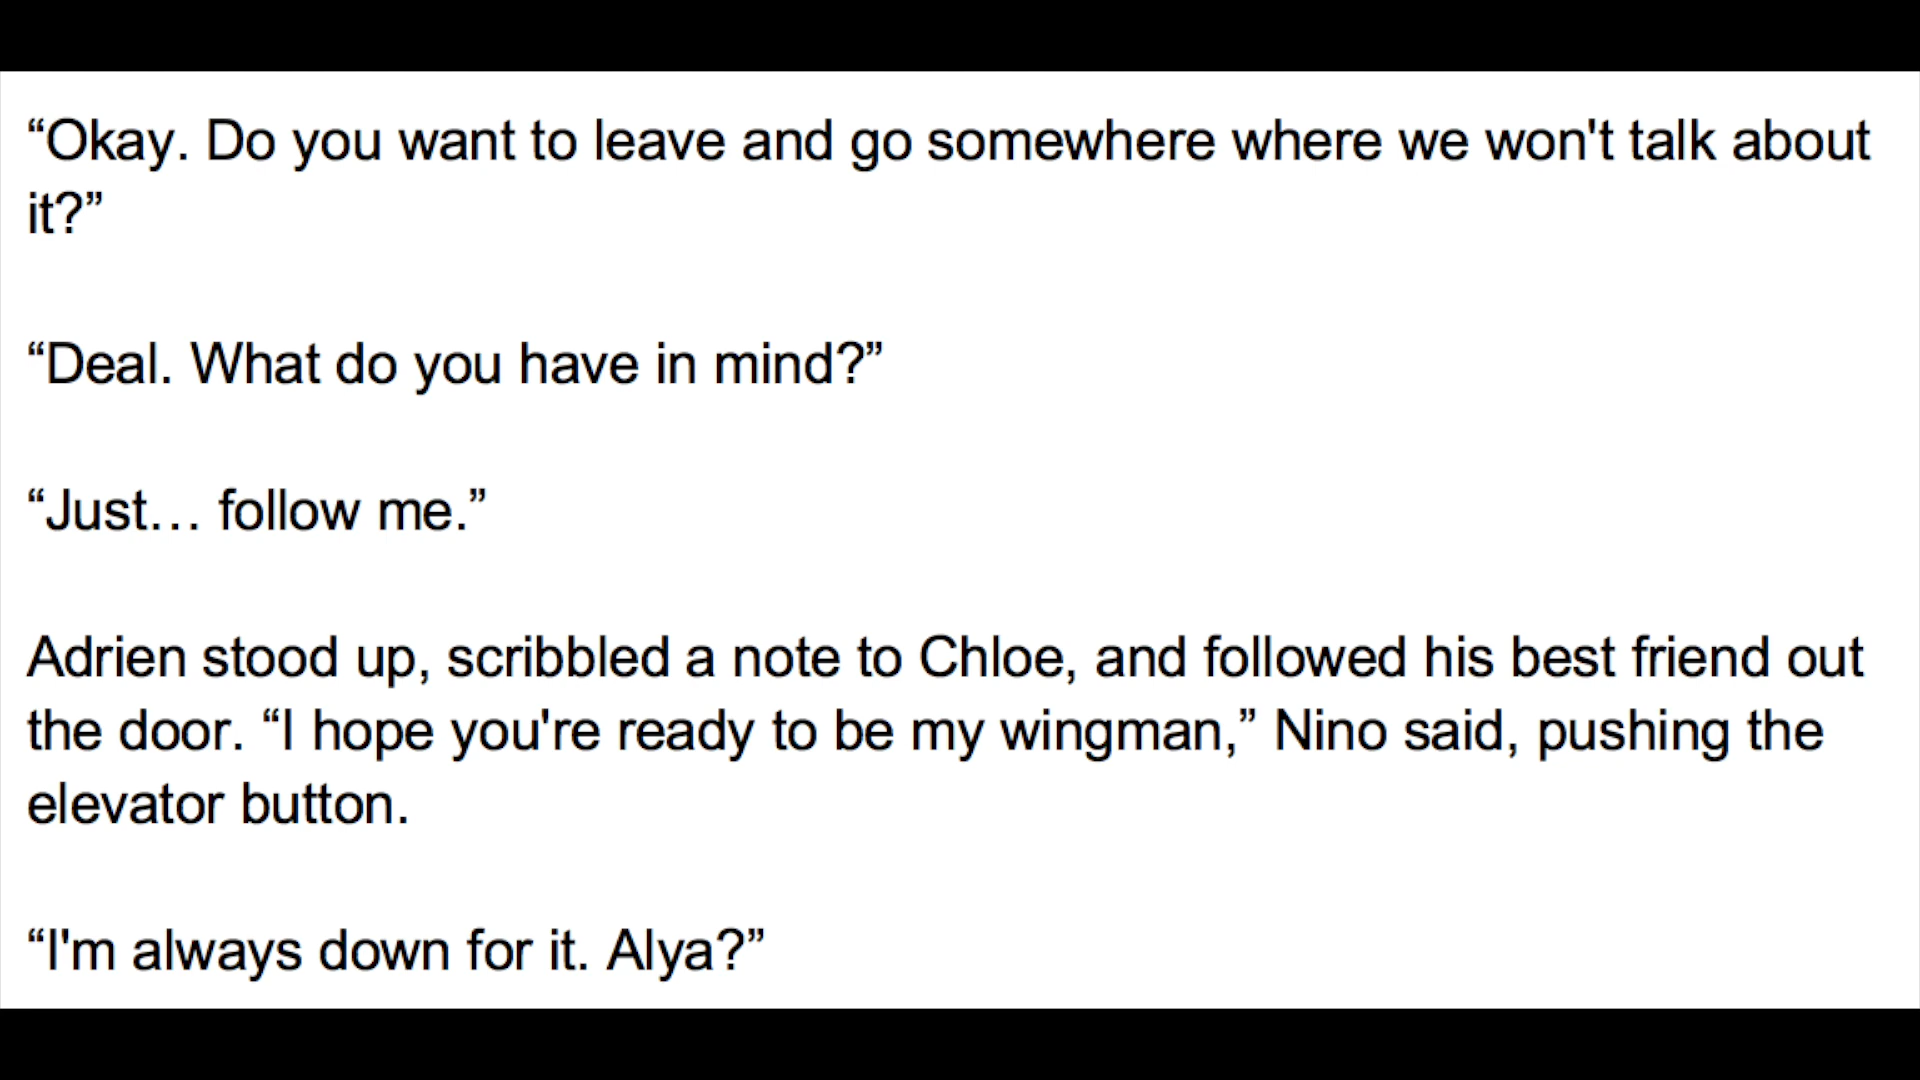 “Okay. Do you want to leave and go somewhere where we won't talk about
it?”
“Deal. What do you have in mind?”
“Just… follow me.”
Adrien stood up, scribbled a note to Chloe, and followed his best friend out
the door. “I hope you're ready to be my wingman,” Nino said, pushing the
elevator button.
“I'm always down for it. Alya?”